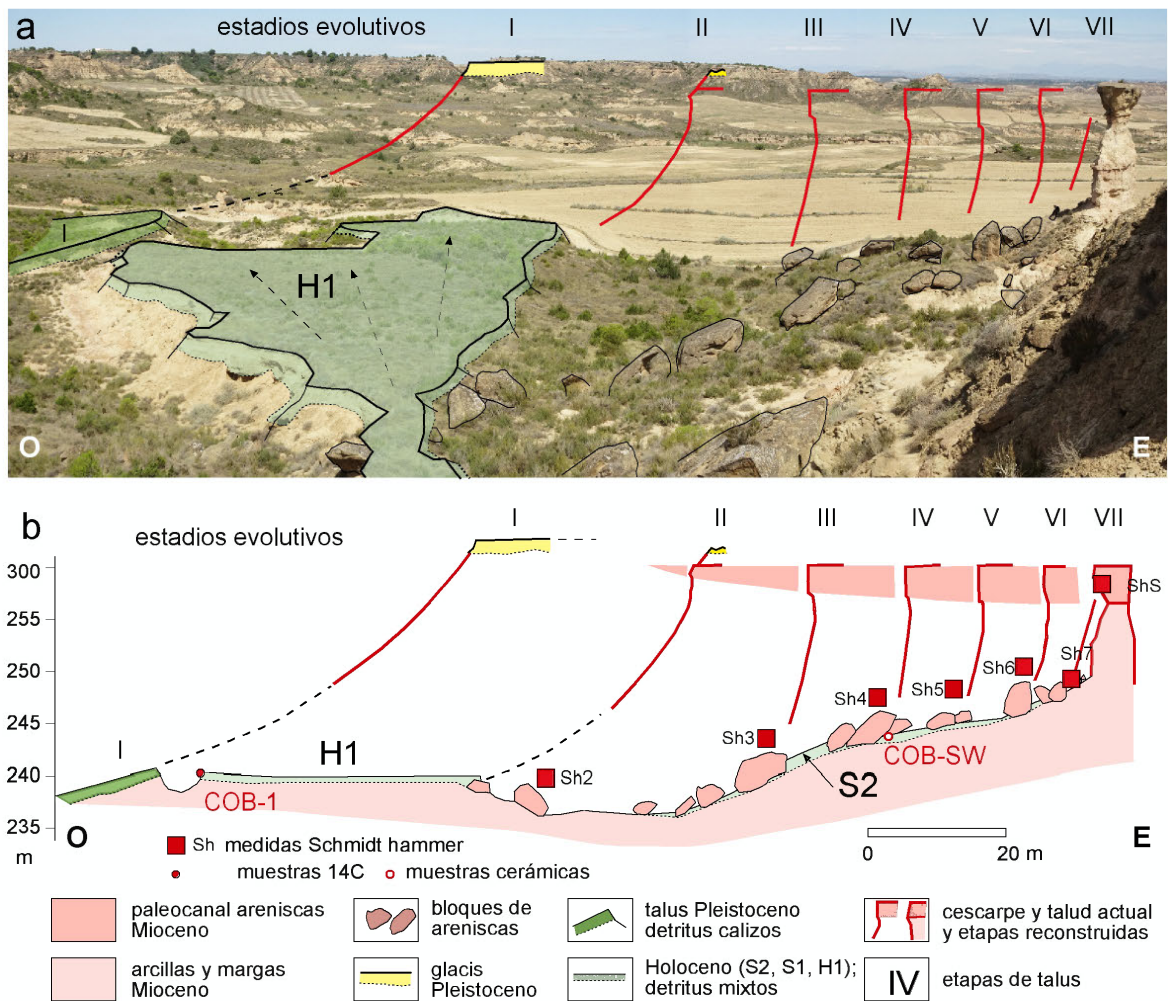 a
estadios evolutivos I II III IV V VI VII
I
H1
O
E
b
estadios evolutivos
I II III IV V VI VII
300
255
250
245
240
235
m
ShS
Sh7
Sh6
Sh5
Sh4
Sh3
Sh2
I
H1
COB-1
COB-SW
S2
O
E
0 20 m
Sh medidas Schmidt hammer
muestras 14C muestras cerámicas
paleocanal areniscas
Mioceno
bloques de
areniscas
talus Pleistoceno
detritus calizos
cescarpe y talud actual
y etapas reconstruidas
arcillas y margas
Mioceno
glacis
Pleistoceno
Holoceno (S2, S1, H1);
detritus mixtos
IV etapas de talus